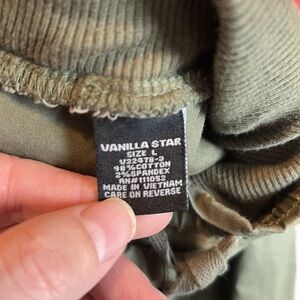 VANILLA STAR
SIZE L
V22478-3
98%COTTON
2%SPANDEX
RN#111052
MADE IN VIETNAM
CARE ON REVERSE